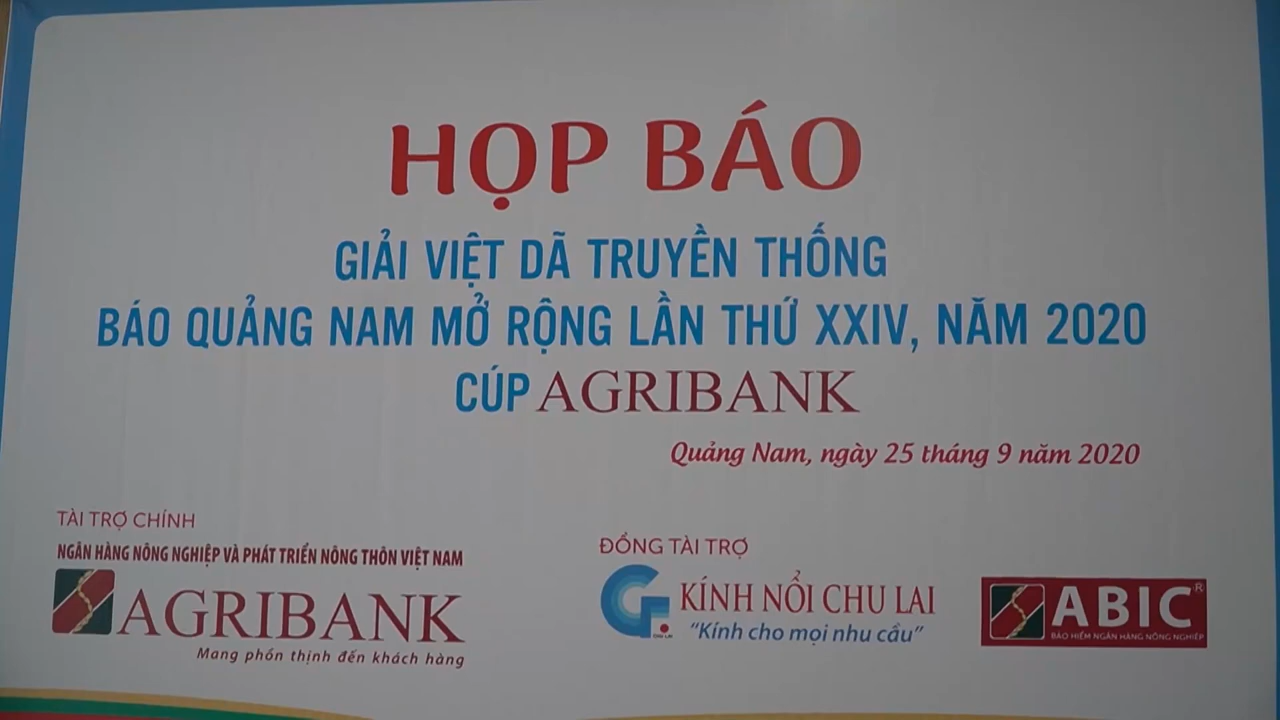 HỌP BÁO
GIẢI VIỆT DÃ TRUYỀN THỐNG
BÁO QUẢNG NAM MỞ RỘNG LẦN THỨ XXIV, NĂM 2020
CÚP AGRIBANK
Quảng Nam, ngày 25 tháng 9 năm 2020
TÀI TRỢ CHÍNH
NGÂN HÀNG NÔNG NGHIỆP VÀ PHÁT TRIỂN NÔNG THÔN VIỆT NAM
AGRIBANK
Mang phồn thịnh đến khách hàng
ĐỒNG TÀI TRỢ
CFG CHU LAI
KÍNH NỔI CHU LAI
"Kính cho mọi nhu cầu"
ABIC®
BẢO HIỂM NGÂN HÀNG NÔNG NGHIỆP